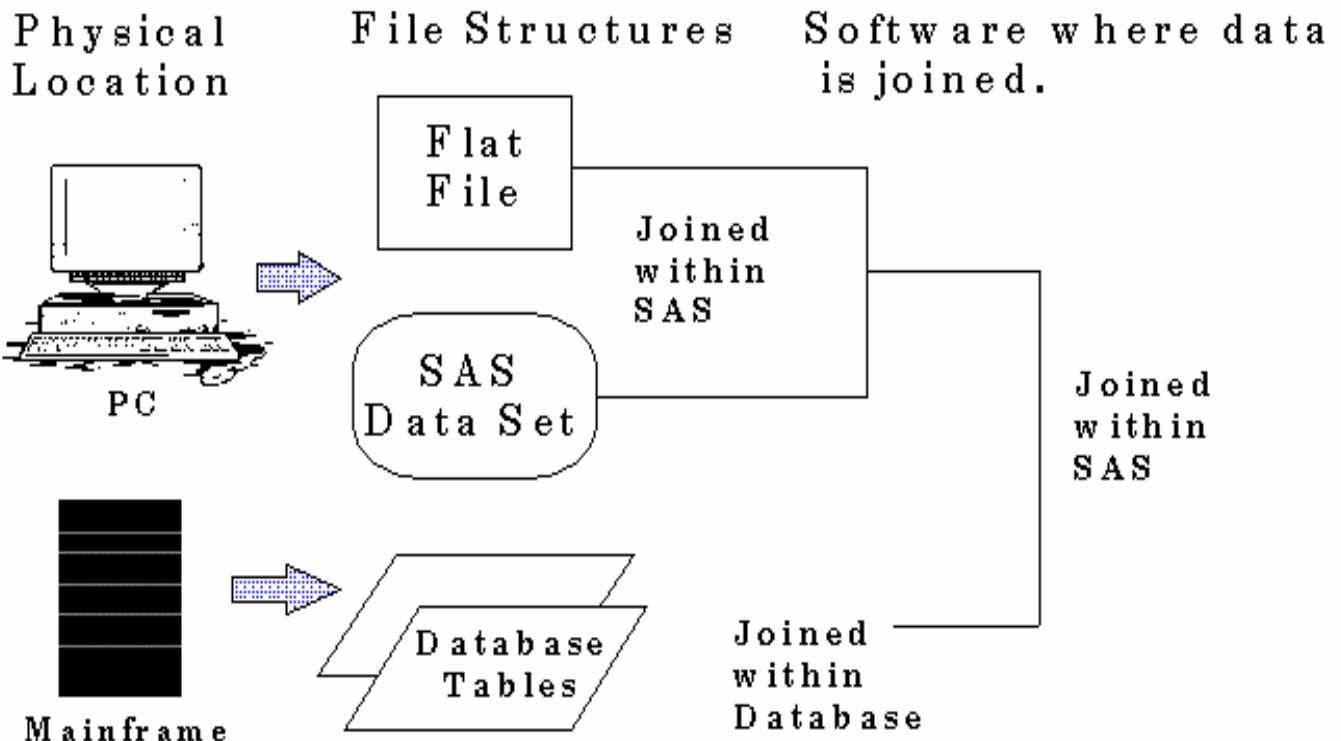 Physical
Location
File Structures
Software where data
is joined.
Flat
File
Joined
within
SAS
SAS
Data Set
PC
Joined
within
SAS
Database
Tables
Joined
within
Database
Mainframe